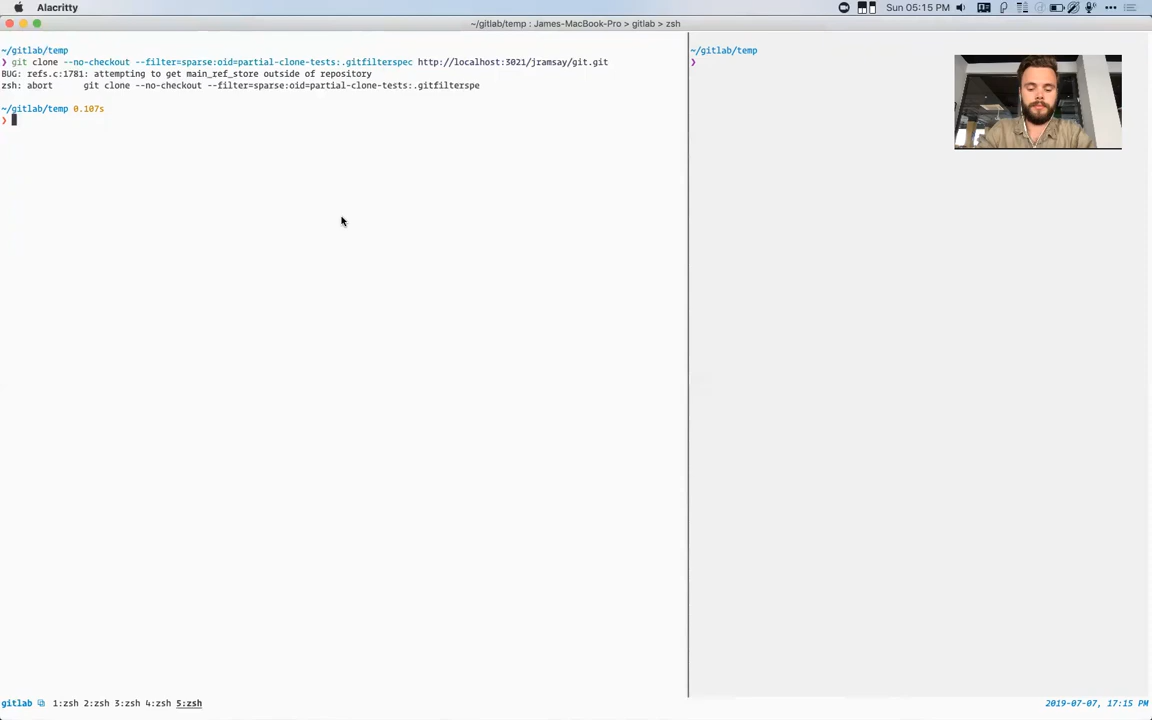 Alacritty
Sun 05:15 PM
~/gitlab/temp : James-MacBook-Pro > gitlab > zsh
~/gitlab/temp
❯ git clone --no-checkout --filter=sparse:oid=partial-clone-tests:.gitfilterspec http://localhost:3021/jramsay/git.git
BUG: refs.c:1781: attempting to get main_ref_store outside of repository
zsh: abort      git clone --no-checkout --filter=sparse:oid=partial-clone-tests:.gitfilterspe
~/gitlab/temp 0.107s
❯
~/gitlab/temp
❯
gitlab 1:zsh 2:zsh 3:zsh 4:zsh 5:zsh
2019-07-07, 17:15 PM